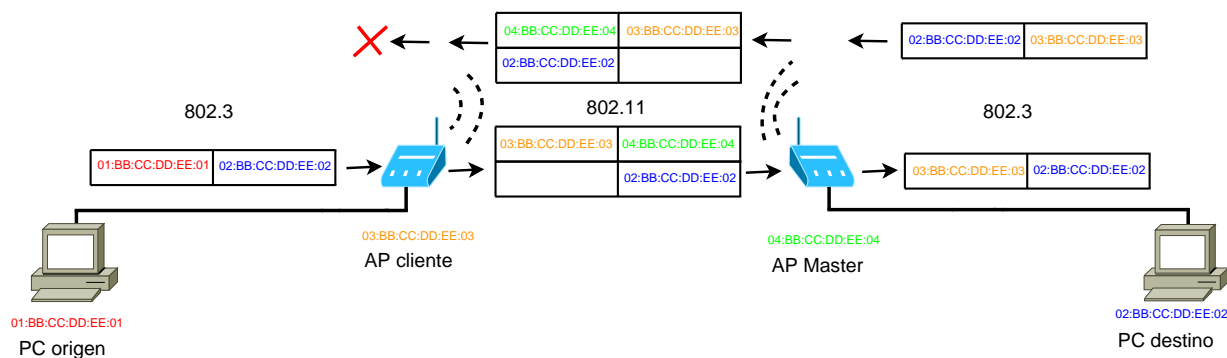 04:BB:CC:DD:EE:04 03:BB:CC:DD:EE:03
02:BB:CC:DD:EE:02
02:BB:CC:DD:EE:02 03:BB:CC:DD:EE:03
802.3
802.11
802.3
01:BB:CC:DD:EE:01 02:BB:CC:DD:EE:02
03:BB:CC:DD:EE:03 04:BB:CC:DD:EE:04
02:BB:CC:DD:EE:02
03:BB:CC:DD:EE:03 02:BB:CC:DD:EE:02
03:BB:CC:DD:EE:03
AP cliente
04:BB:CC:DD:EE:04
AP Master
01:BB:CC:DD:EE:01
PC origen
02:BB:CC:DD:EE:02
PC destino